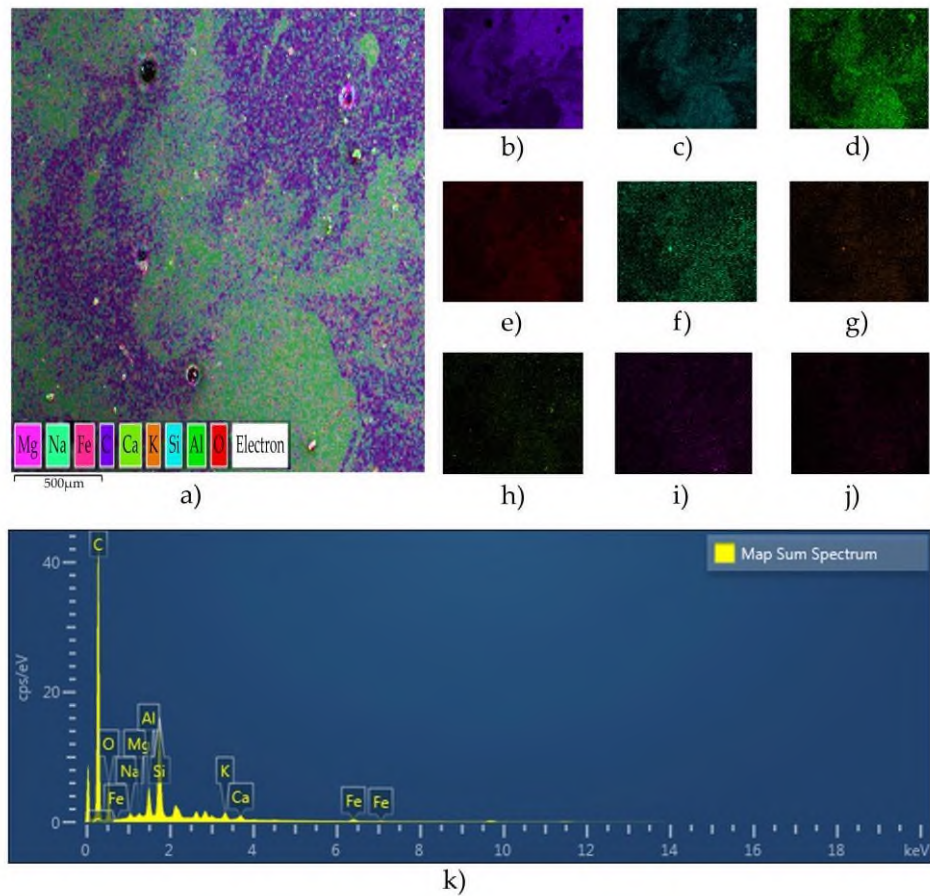 b) c) d)
e) f) g)
Mg Na Fe C Ca K Si Al O Electron
500μm
a)
h) i) j)
C
Map Sum Spectrum
40
cps/eV
20
Al
O Mg
Na Si K
Fe Ca Fe Fe
0
0 2 4 6 8 10 12 14 16 18 keV
k)